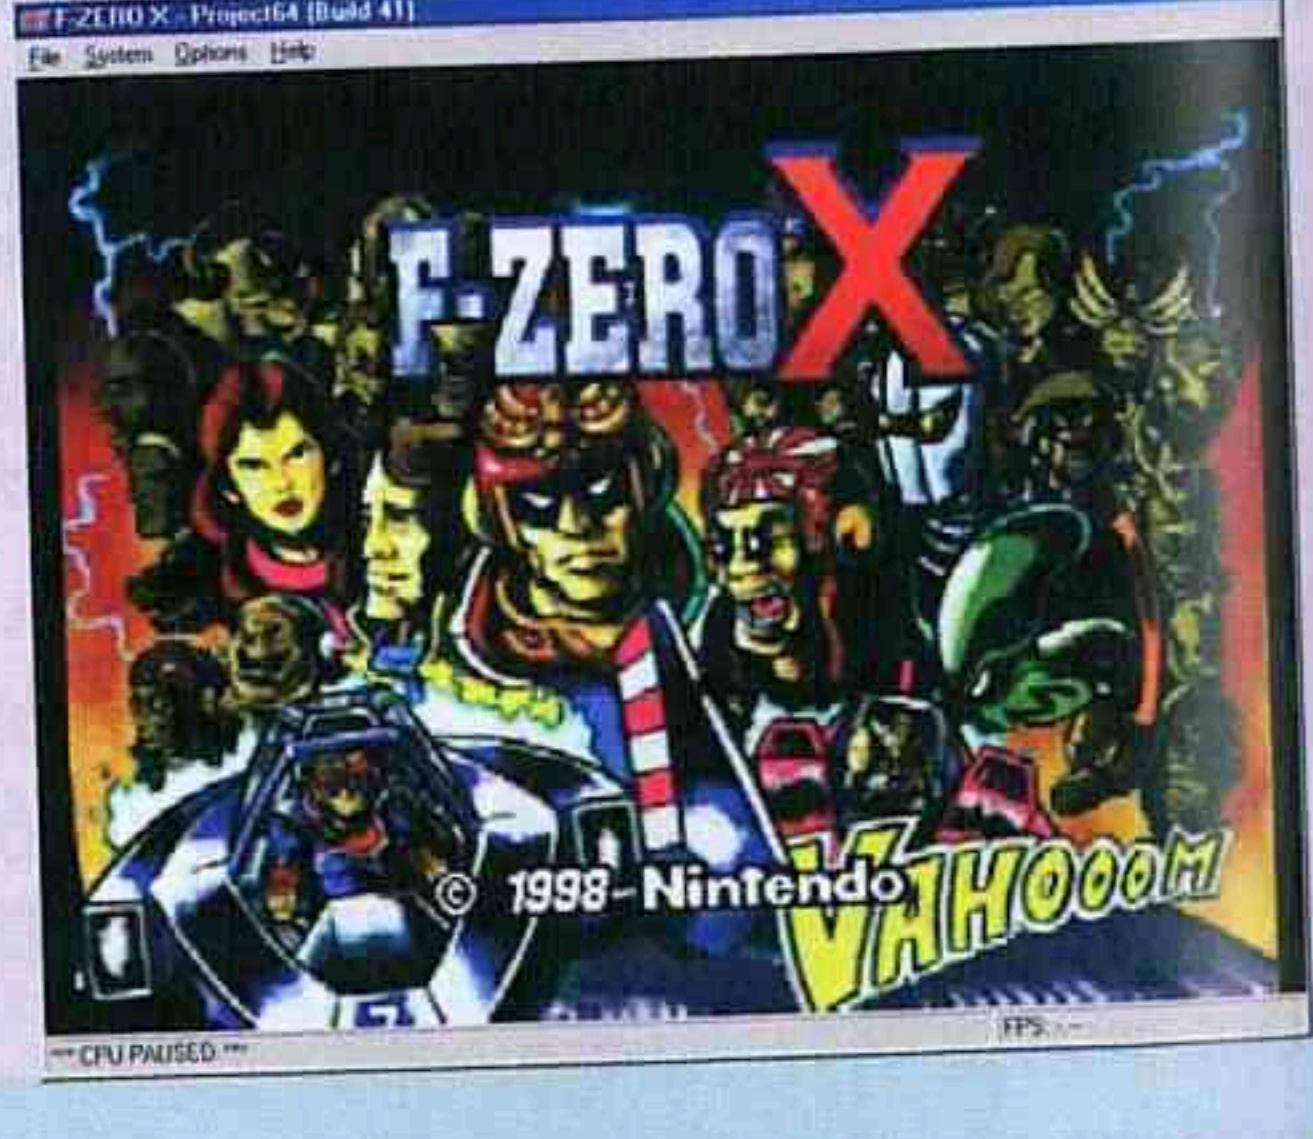 F-ZERO X - Project64 (Build 41)
File System Options Help
F-ZERO X
© 1998 Nintendo
VAHOOOM
*** CPU PAUSED ***
FPS: -.--